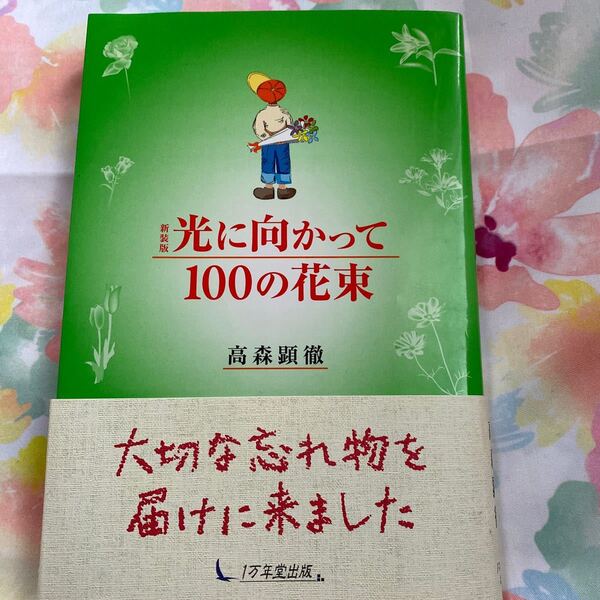 新装版
光に向かって
100の花束
高森顕徹
大切な忘れ物を
届けに来ました
1万年堂出版